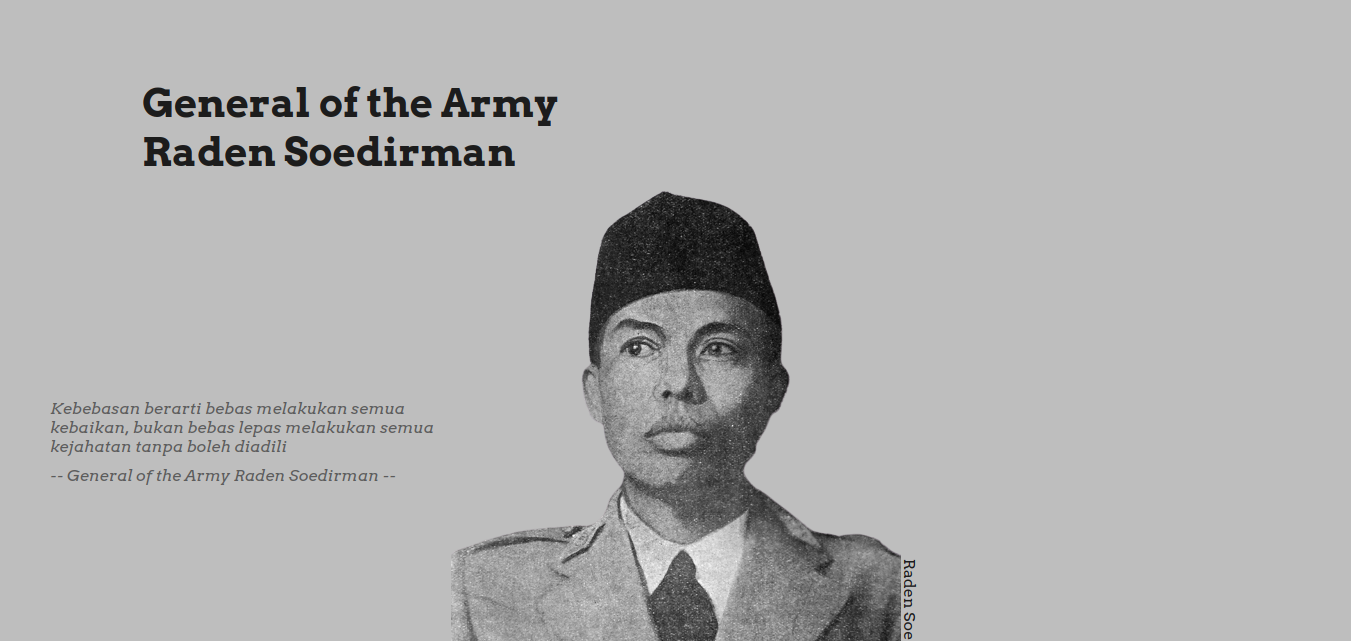 General of the Army
Raden Soedirman
Kebebasan berarti bebas melakukan semua
kebaikan, bukan bebas lepas melakukan semua
kejahatan tanpa boleh diadili
-- General of the Army Raden Soedirman --
Raden Soe